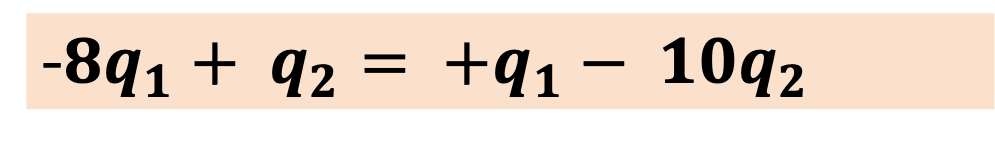 -8q₁ + q₂ = +q₁ − 10q₂